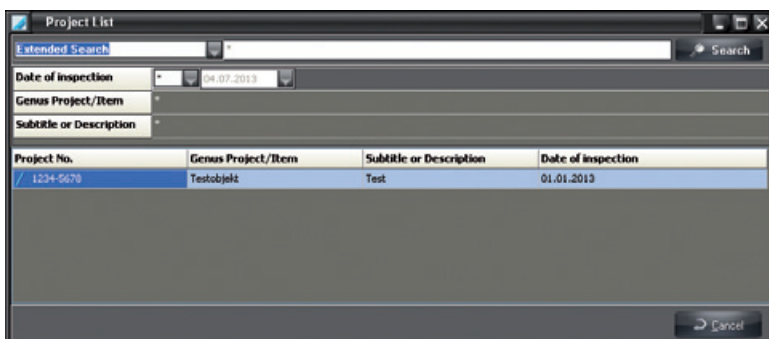 Project List
Extended Search * Search
Date of inspection * 04.07.2013
Genus Project/Item *
Subtitle or Description *
Project No. Genus Project/Item Subtitle or Description Date of inspection
1234-5678 Testobjekt Test 01.01.2013
Cancel